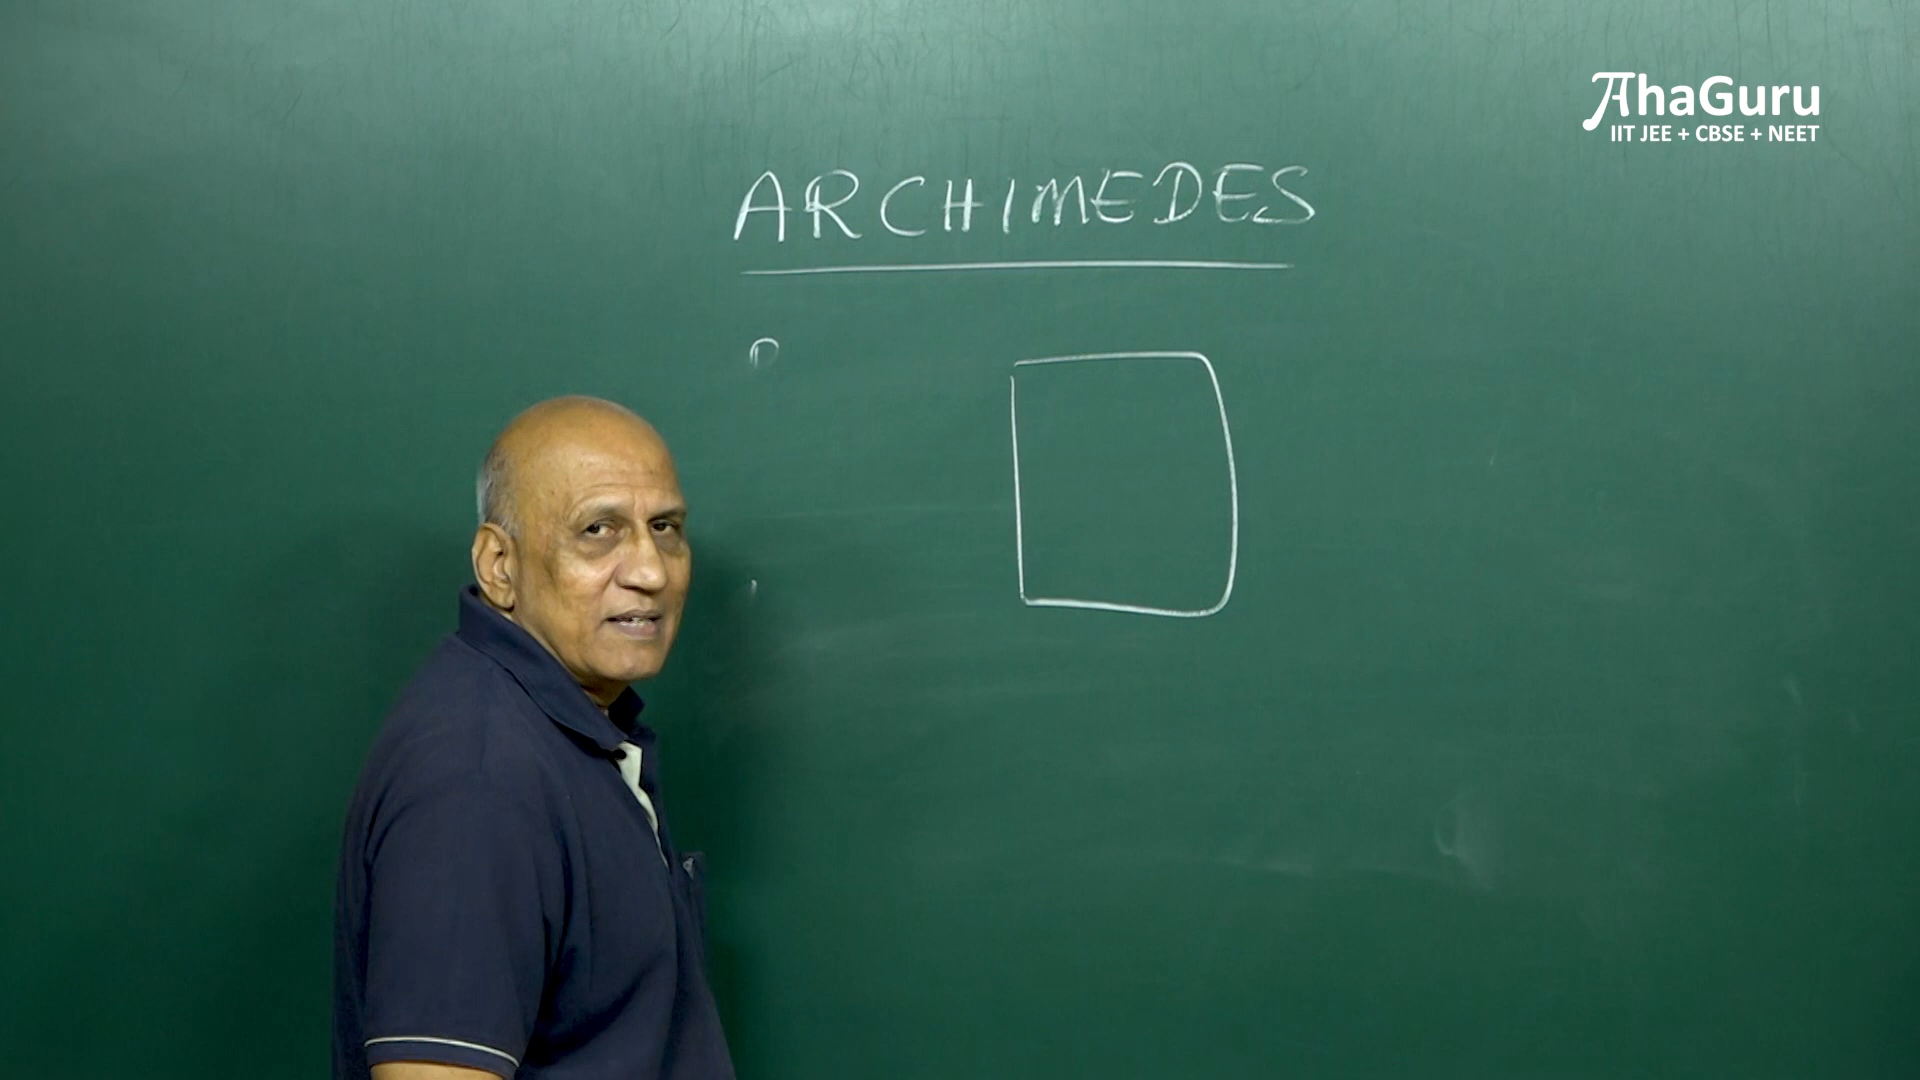 AhaGuru
IIT JEE + CBSE + NEET
ARCHIMEDES